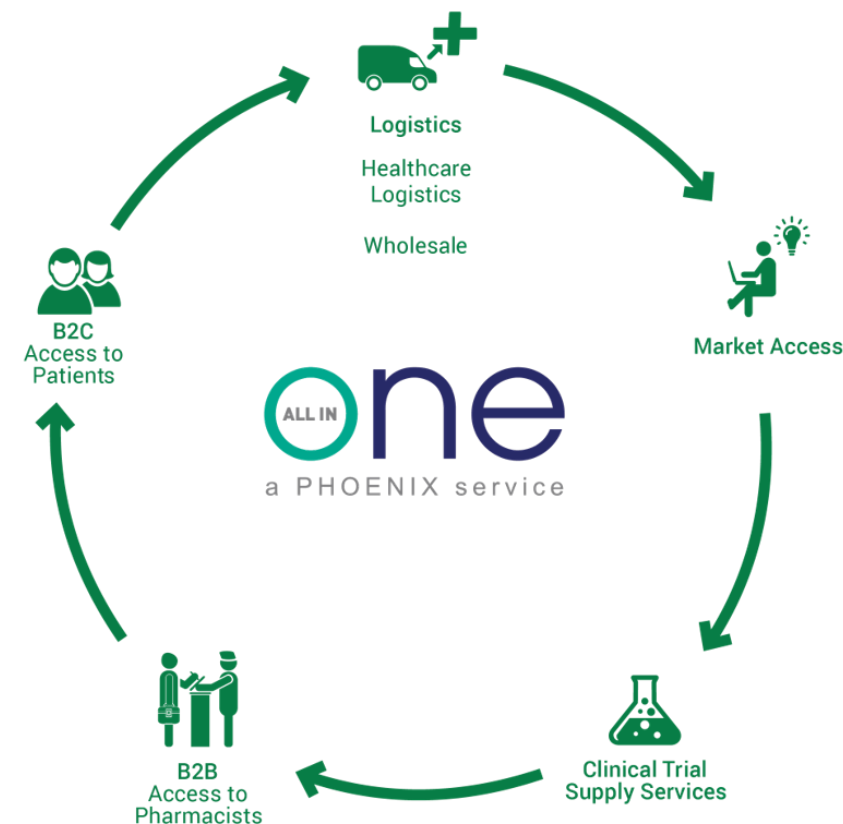 Logistics
Healthcare
Logistics
Wholesale
Market Access
B2C
Access to
Patients
ALL IN
one
a PHOENIX service
Clinical Trial
Supply Services
B2B
Access to
Pharmacists